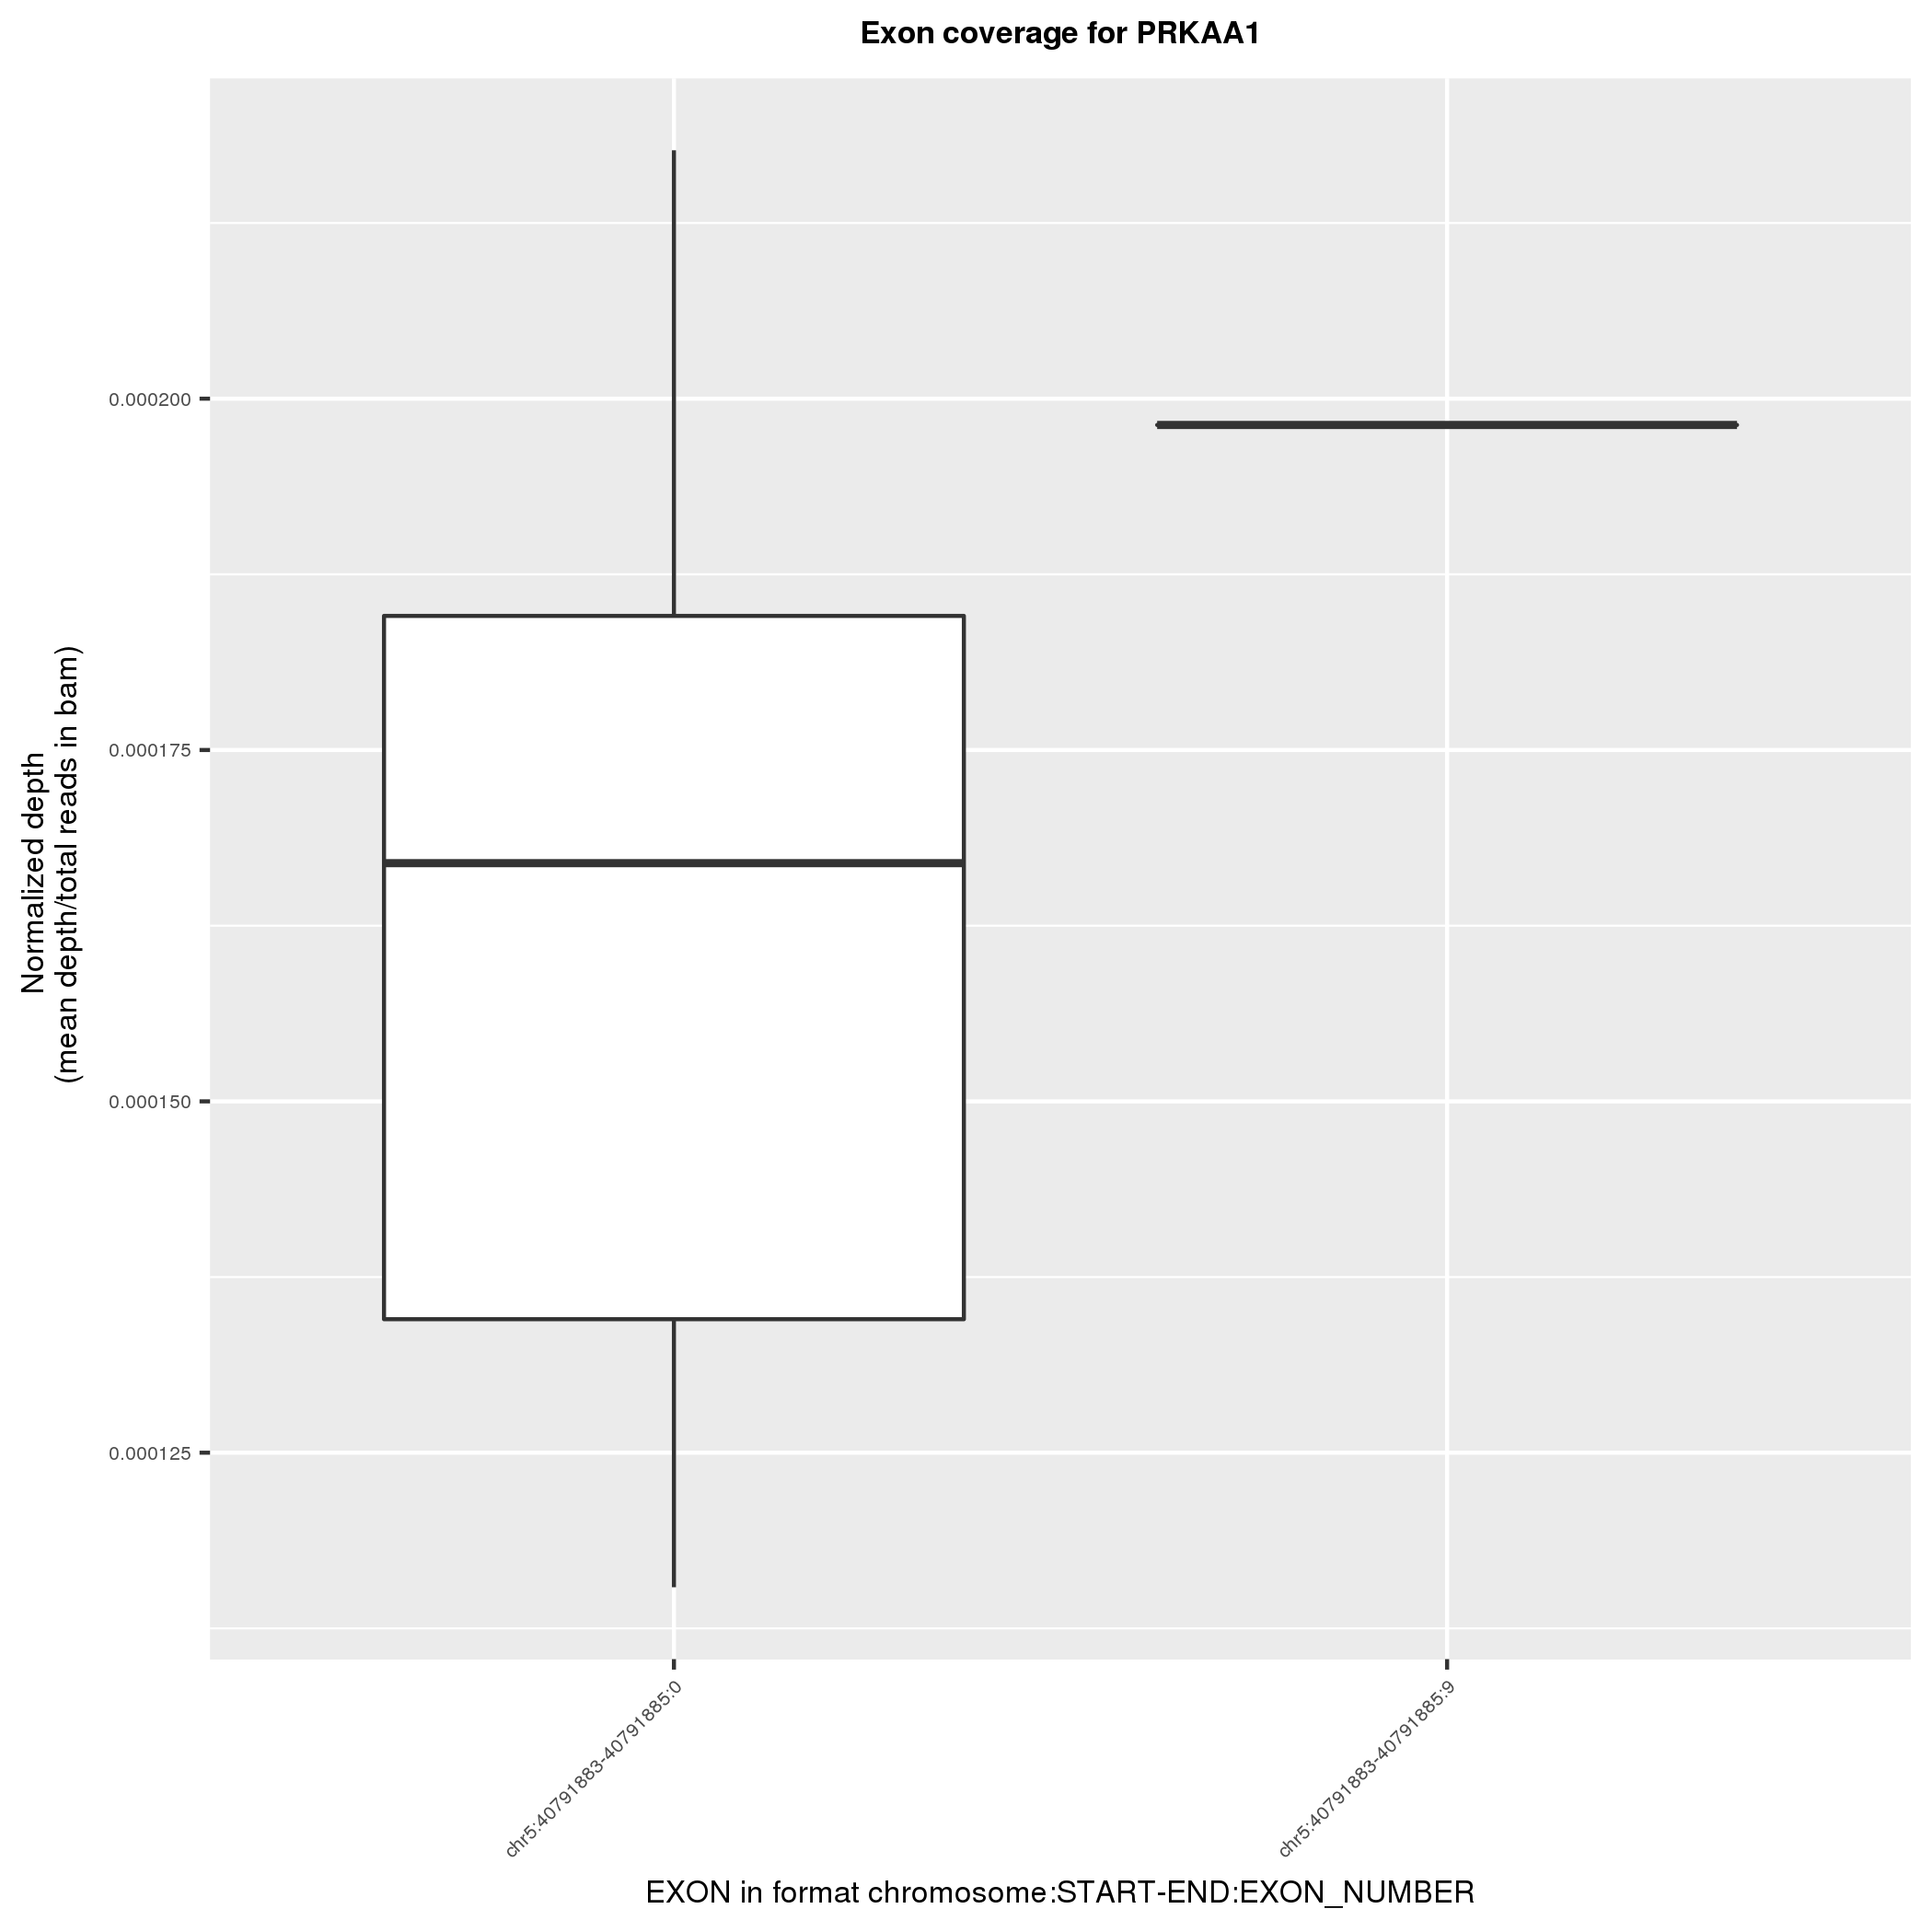 Exon coverage for PRKAA1
Normalized depth
(mean depth/total reads in bam)
0.000200
0.000175
0.000150
0.000125
chr5:40791883-40791885:0
chr5:40791883-40791885:9
EXON in format chromosome:START-END:EXON_NUMBER